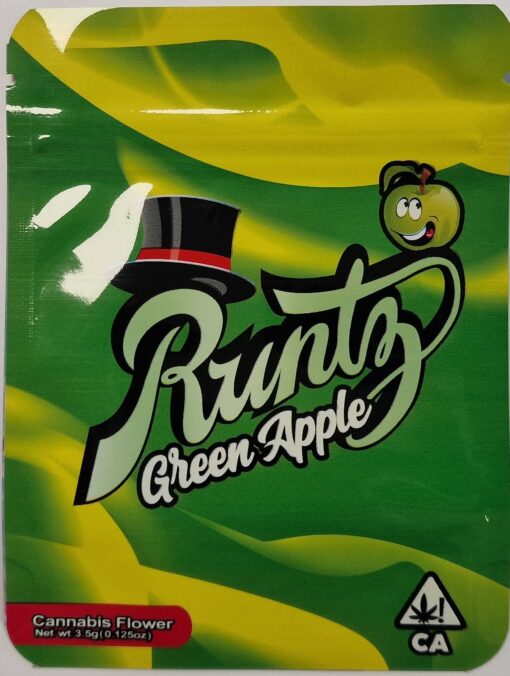 Runtz
Green Apple
Cannabis Flower
Net wt 3.5g(0.125oz)
!
CA